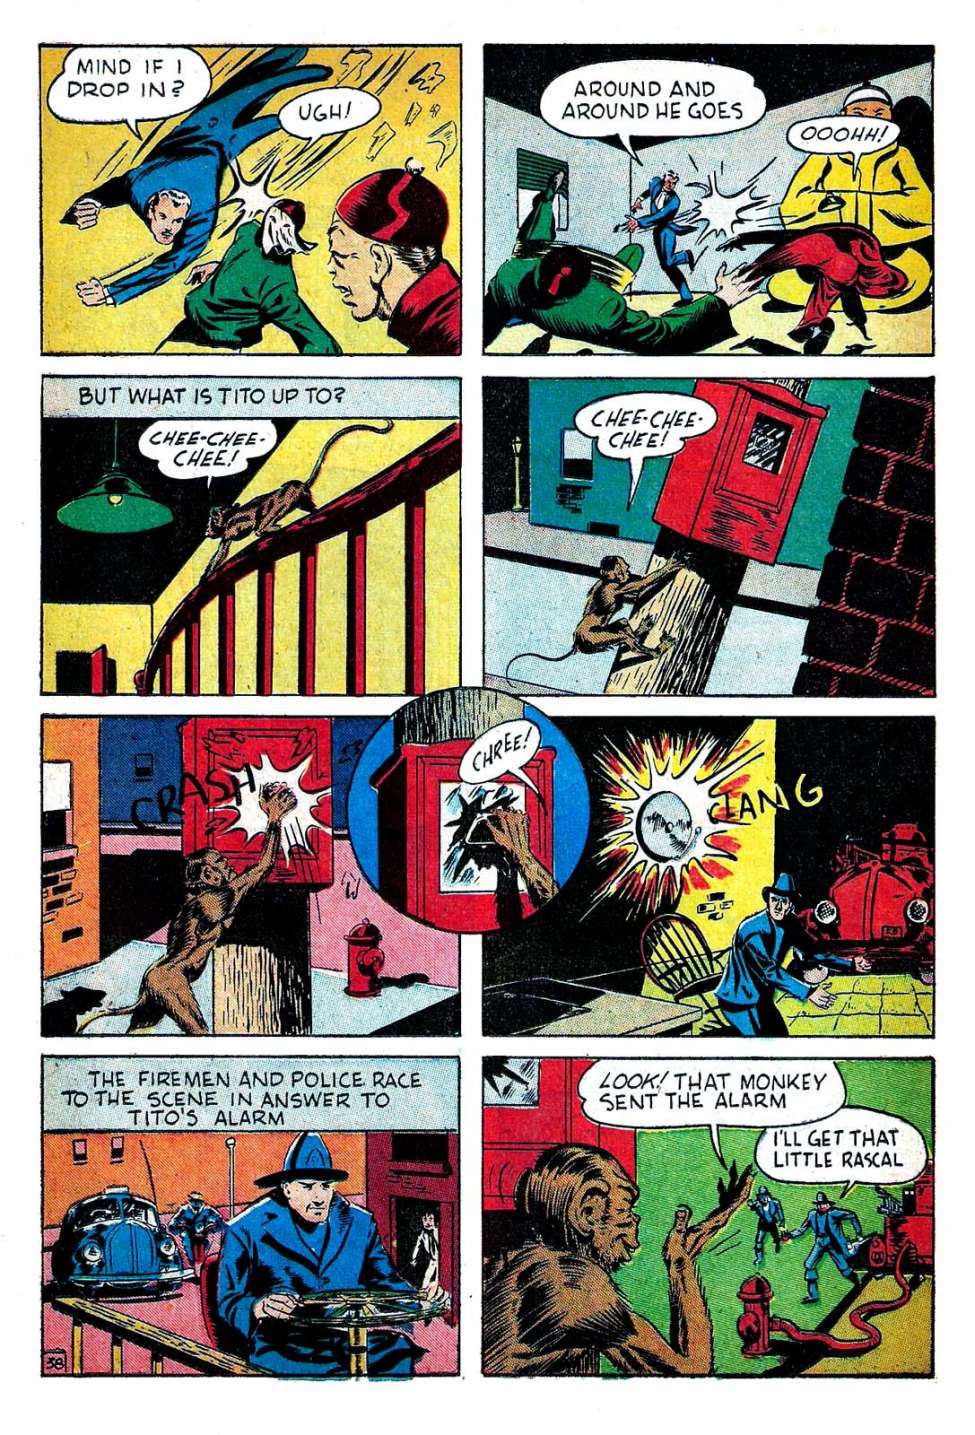 MIND IF I
DROP IN?
UGH!
AROUND AND
AROUND HE GOES
OOOHH!
BUT WHAT IS TITO UP TO?
CHEE-CHEE-
CHEE!
CHEE-CHEE-
CHEE!
CRASH
CHREE!
CLANG
THE FIREMEN AND POLICE RACE
TO THE SCENE IN ANSWER TO
TITO'S ALARM
38
LOOK! THAT MONKEY
SENT THE ALARM
I'LL GET THAT
LITTLE RASCAL